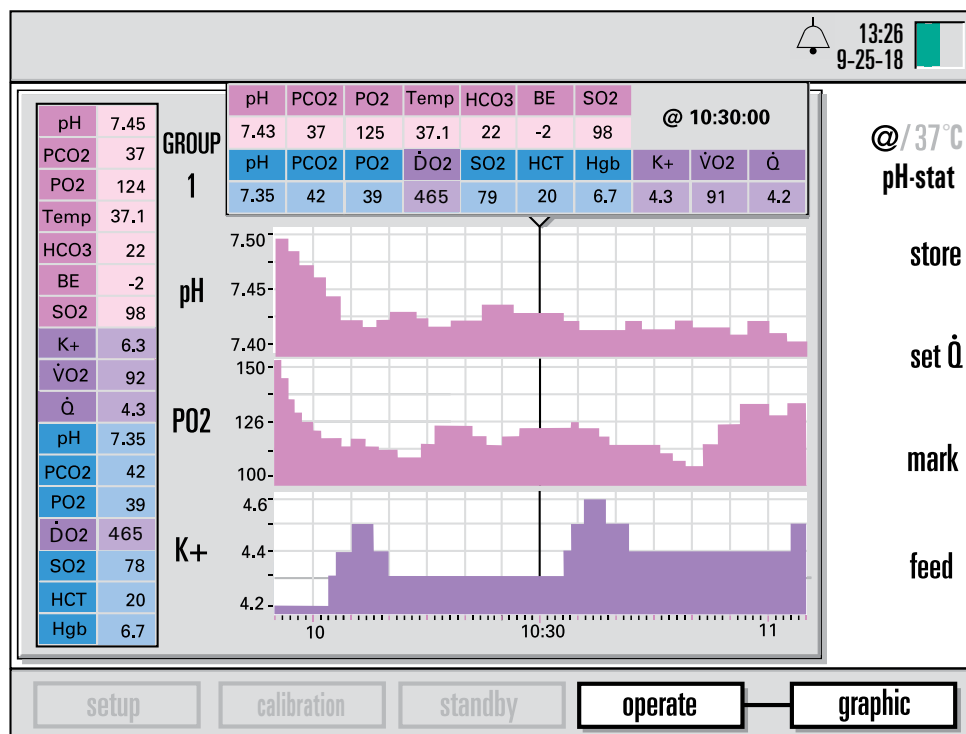 13:26
9-25-18
pH PCO2 PO2 Temp HCO3 BE SO2
@ 10:30:00
7.43 37 125 37.1 22 -2 98
pH PCO2 PO2 ḊO2 SO2 HCT Hgb K+ V̇O2 Q̇
7.35 42 39 465 79 20 6.7 4.3 91 4.2
pH 7.45
PCO2 37
PO2 124
Temp 37.1
HCO3 22
BE -2
SO2 98
K+ 6.3
V̇O2 92
Q̇ 4.3
pH 7.35
PCO2 42
PO2 39
ḊO2 465
SO2 78
HCT 20
Hgb 6.7
GROUP
1
pH
7.50
7.45
7.40
PO2
150
126
100
K+
4.6
4.4
4.2
10 10:30 11
@/37°C
pH-stat
store
set Q̇
mark
feed
setup calibration standby operate graphic